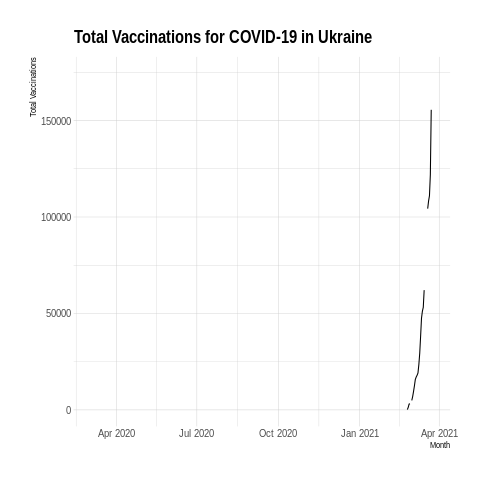 Total Vaccinations for COVID-19 in Ukraine
Total Vaccinations
150000
100000
50000
0
Apr 2020 Jul 2020 Oct 2020 Jan 2021 Apr 2021
Month